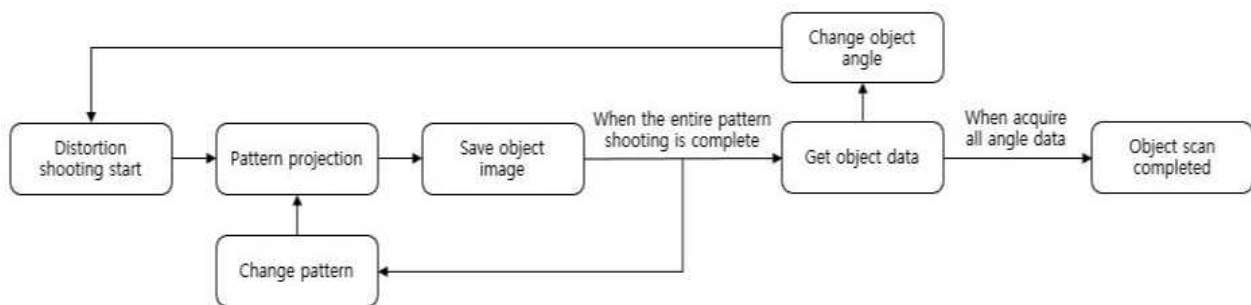 Change object
angle
Distortion
shooting start
Pattern projection
Save object
image
When the entire pattern
shooting is complete
Get object data
When acquire
all angle data
Object scan
completed
Change pattern